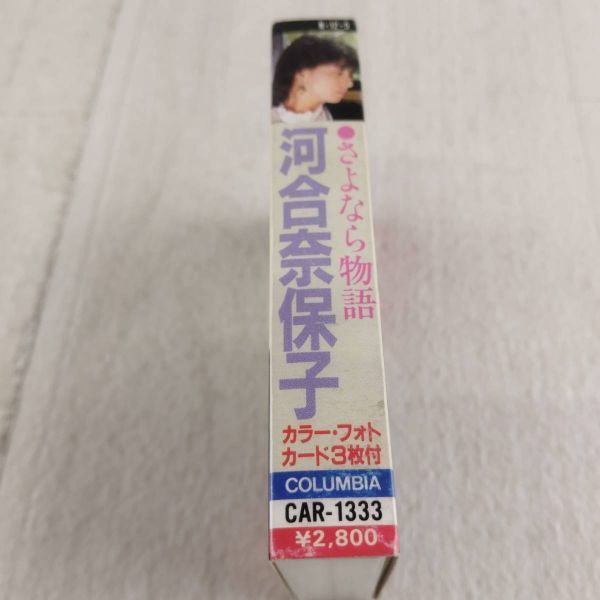 ●さよなら物語
河合奈保子
カラー・フォト
カード3枚付
COLUMBIA
CAR-1333
¥2,800